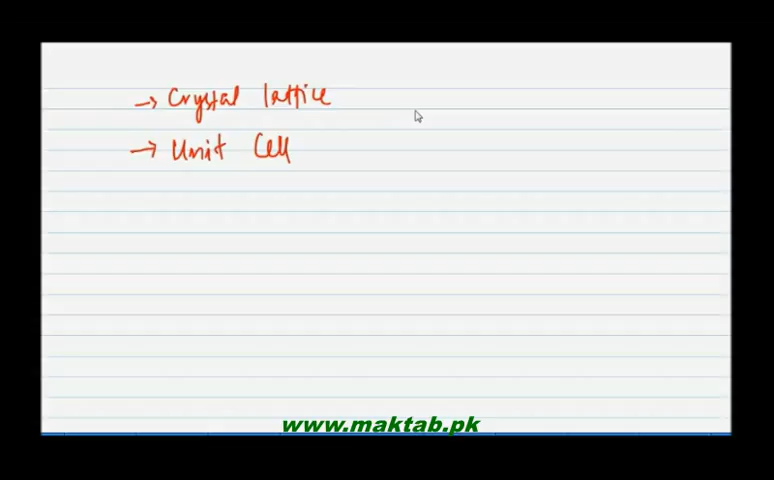 → Crystal lattice
→ Unit Cell
www.maktab.pk